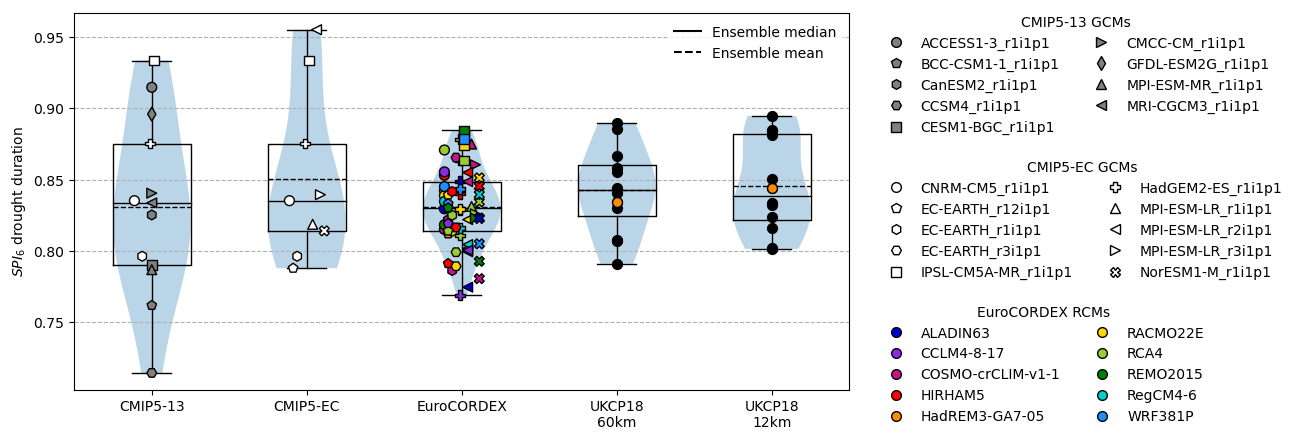 0.95
0.90
0.85
0.80
0.75
SPI6 drought duration
Ensemble median
Ensemble mean
CMIP5-13
CMIP5-EC
EuroCORDEX
UKCP18
60km
UKCP18
12km
CMIP5-13 GCMs
ACCESS1-3_r1i1p1
BCC-CSM1-1_r1i1p1
CanESM2_r1i1p1
CCSM4_r1i1p1
CESM1-BGC_r1i1p1
CMCC-CM_r1i1p1
GFDL-ESM2G_r1i1p1
MPI-ESM-MR_r1i1p1
MRI-CGCM3_r1i1p1
CMIP5-EC GCMs
CNRM-CM5_r1i1p1
EC-EARTH_r12i1p1
EC-EARTH_r1i1p1
EC-EARTH_r3i1p1
IPSL-CM5A-MR_r1i1p1
HadGEM2-ES_r1i1p1
MPI-ESM-LR_r1i1p1
MPI-ESM-LR_r2i1p1
MPI-ESM-LR_r3i1p1
NorESM1-M_r1i1p1
EuroCORDEX RCMs
ALADIN63
CCLM4-8-17
COSMO-crCLIM-v1-1
HIRHAM5
HadREM3-GA7-05
RACMO22E
RCA4
REMO2015
RegCM4-6
WRF381P